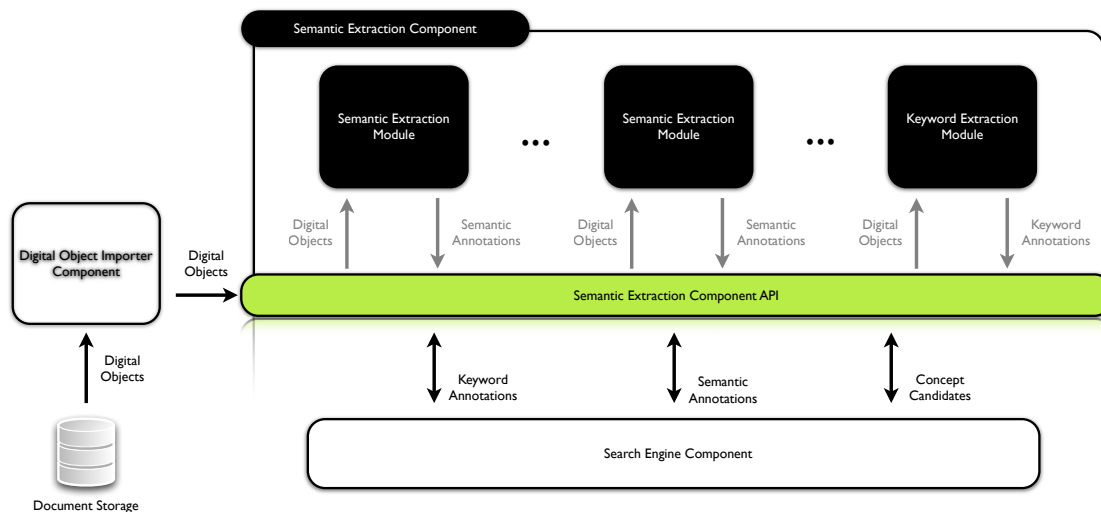 Semantic Extraction Component
Semantic Extraction
Module
...
Semantic Extraction
Module
...
Keyword Extraction
Module
Digital
Objects
Semantic
Annotations
Digital
Objects
Semantic
Annotations
Digital
Objects
Keyword
Annotations
Digital Object Importer
Component
Digital
Objects
Semantic Extraction Component API
Digital
Objects
Keyword
Annotations
Semantic
Annotations
Concept
Candidates
Search Engine Component
Document Storage